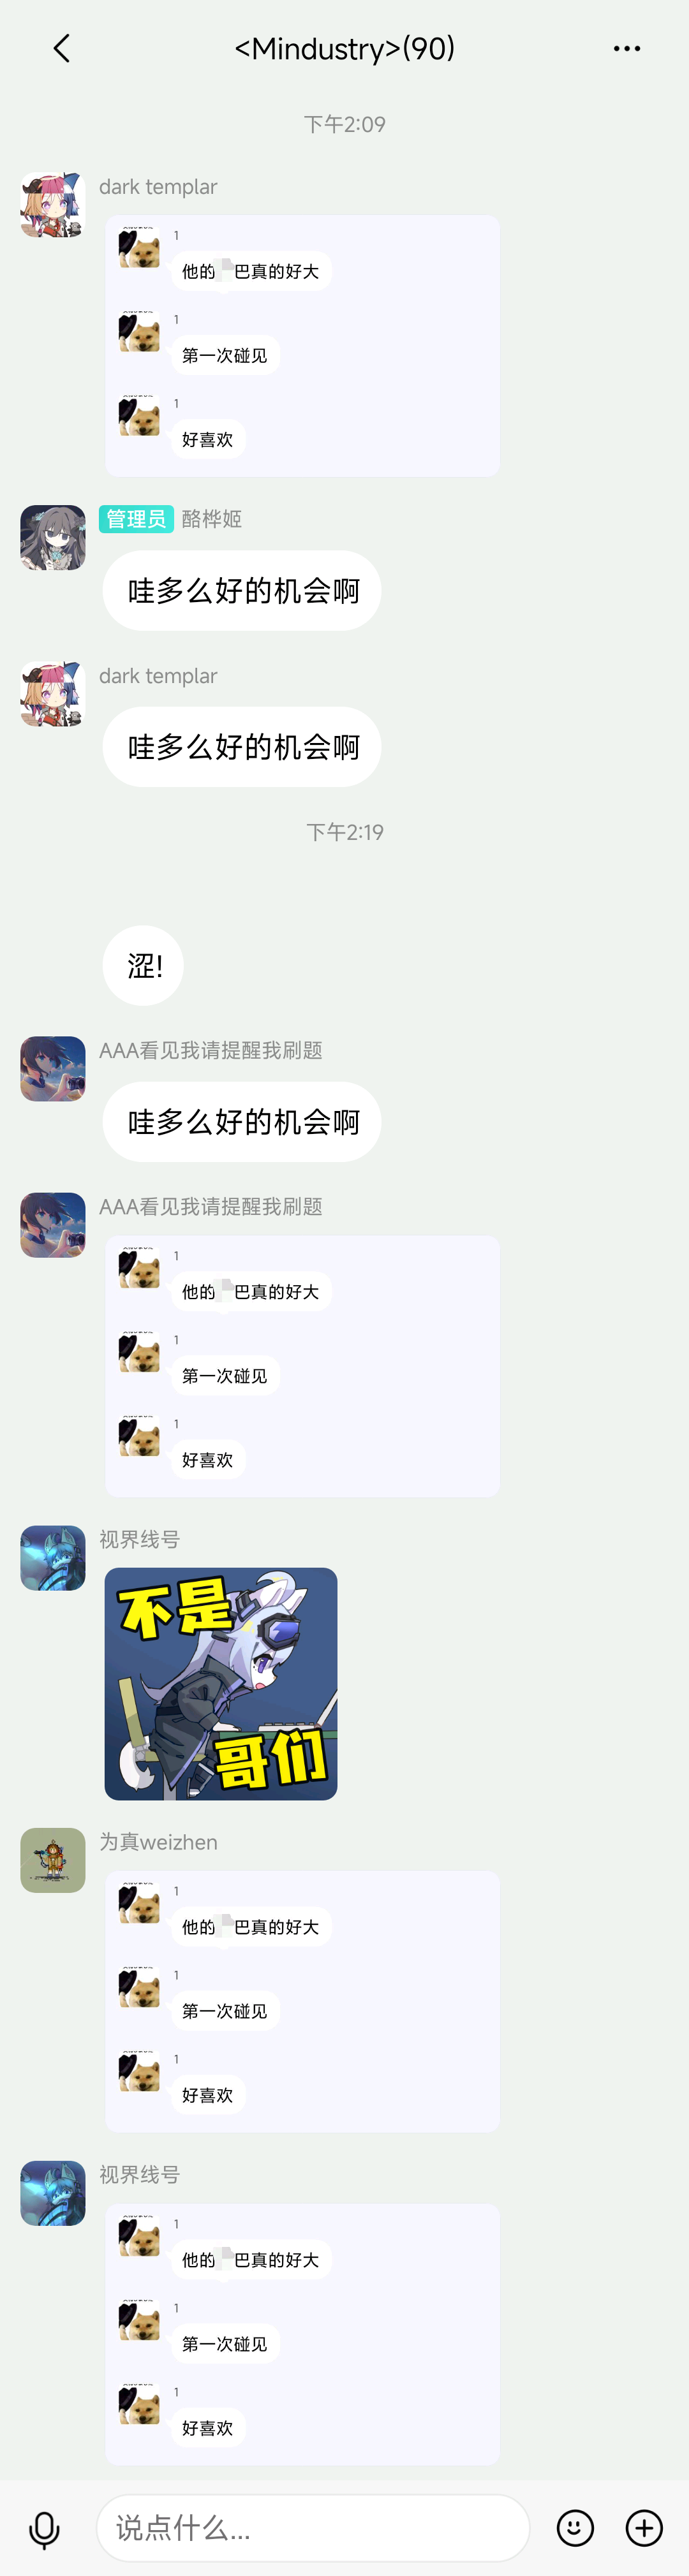 <Mindustry>(90)
下午2:09
dark templar
1
他的 巴真的好大
1
第一次碰见
1
好喜欢
管理员 酪桦姬
哇多么好的机会啊
dark templar
哇多么好的机会啊
下午2:19
涩!
AAA看见我请提醒我刷题
哇多么好的机会啊
AAA看见我请提醒我刷题
1
他的 巴真的好大
1
第一次碰见
1
好喜欢
视界线号
不是
哥们
为真weizhen
1
他的 巴真的好大
1
第一次碰见
1
好喜欢
视界线号
1
他的 巴真的好大
1
第一次碰见
1
好喜欢
说点什么...